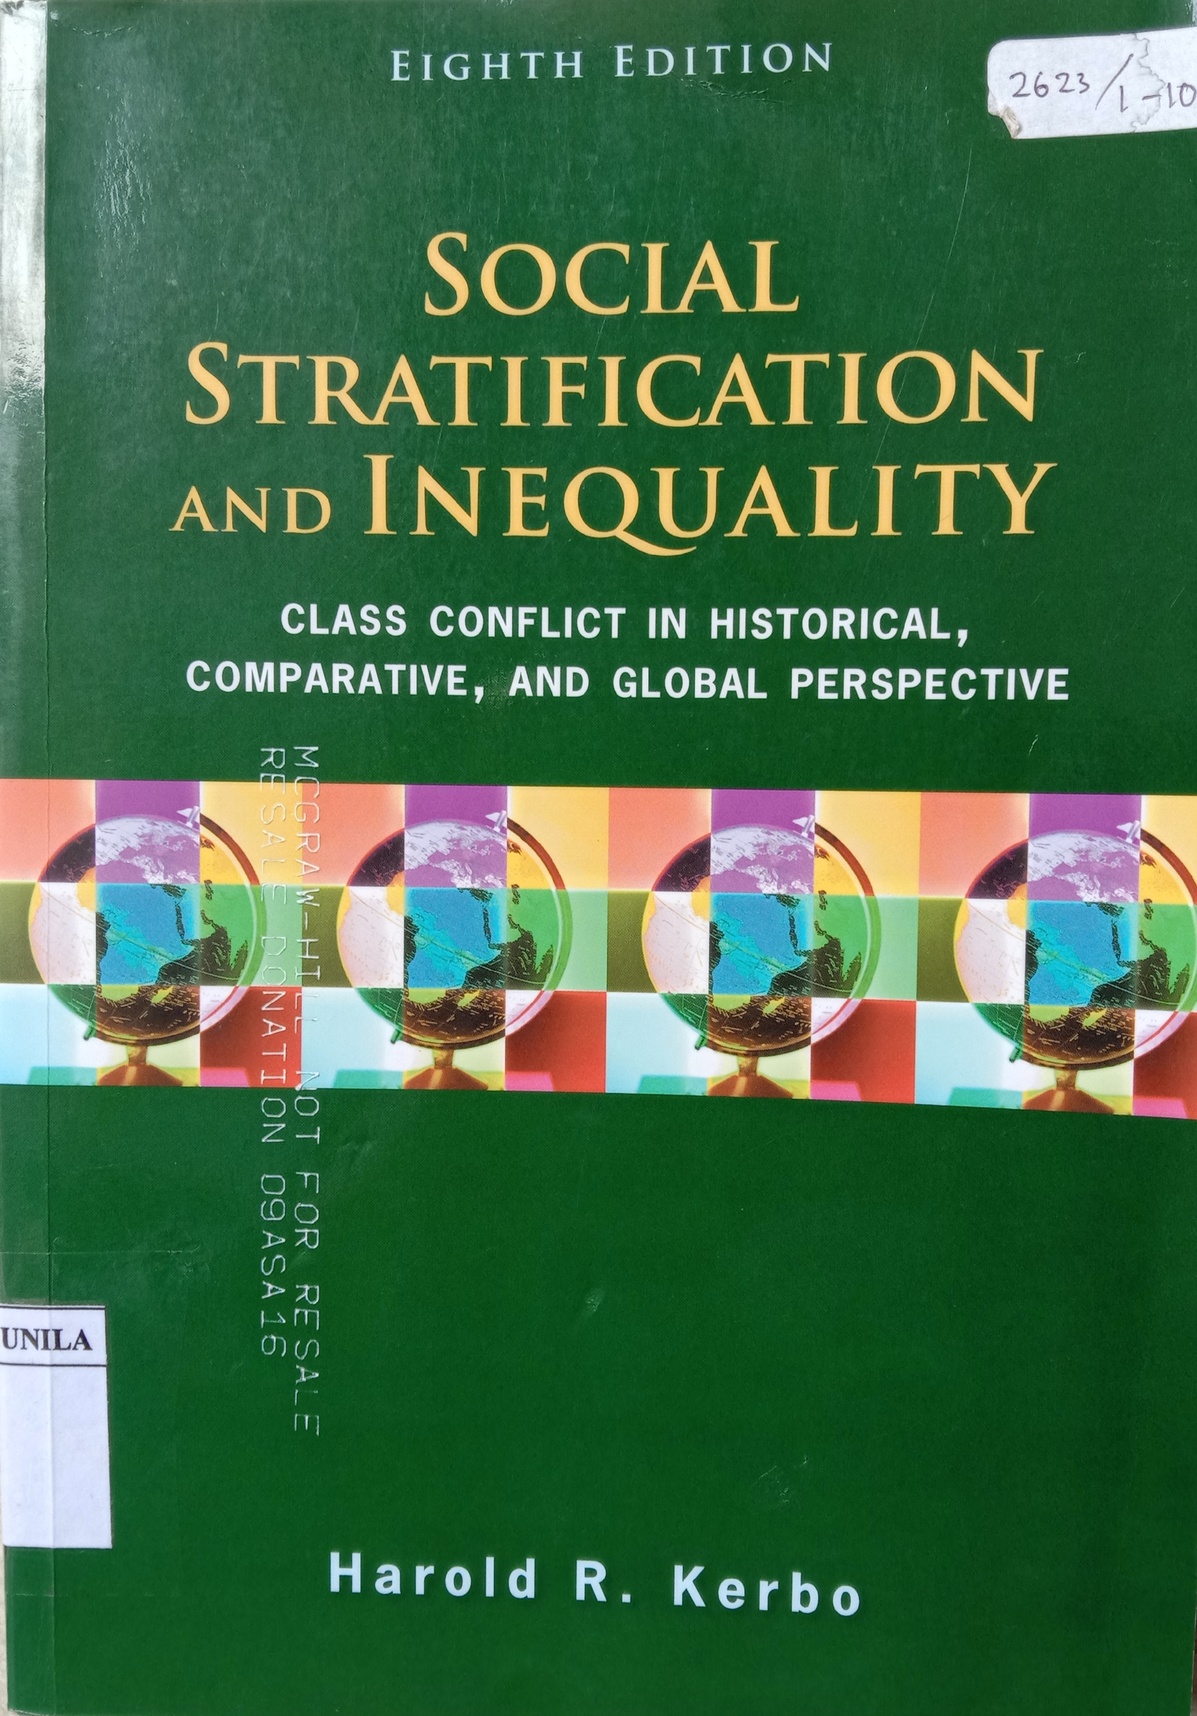 EIGHTH EDITION
2623/1-10
SOCIAL
STRATIFICATION
AND INEQUALITY
CLASS CONFLICT IN HISTORICAL,
COMPARATIVE, AND GLOBAL PERSPECTIVE
MCGRAW-HILL NOT FOR RESALE
RESALE DONATION 09ASA16
UNILA
Harold R. Kerbo